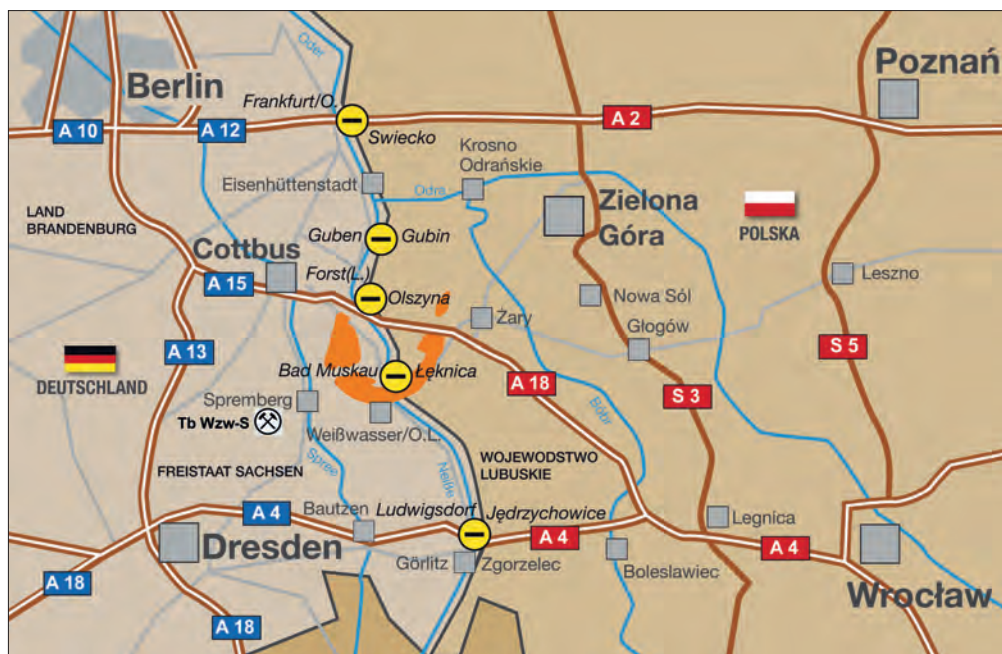 Oder
Berlin
Poznań
Frankfurt/O.
A 10
A 12
A 2
Swiecko
Krosno
Odrańskie
Eisenhüttenstadt
Odra
LAND
BRANDENBURG
Zielona
Góra
POLSKA
Guben
Gubin
Cottbus
Forst(L.)
Leszno
A 15
Olszyna
Nowa Sól
Żary
Głogów
A 13
S 5
DEUTSCHLAND
Bad Muskau
Łęknica
A 18
S 3
Spremberg
Tb Wzw-S
Weißwasser/O.L.
Bóbr
WOJEWODSTWO
LUBUSKIE
FREISTAAT SACHSEN
Spree
Neiße
A 4
Bautzen
Ludwigsdorf
Jędrzychowice
Legnica
A 4
A 4
Dresden
Görlitz
Zgorzelec
Boleslawiec
A 18
Wrocław
A 18